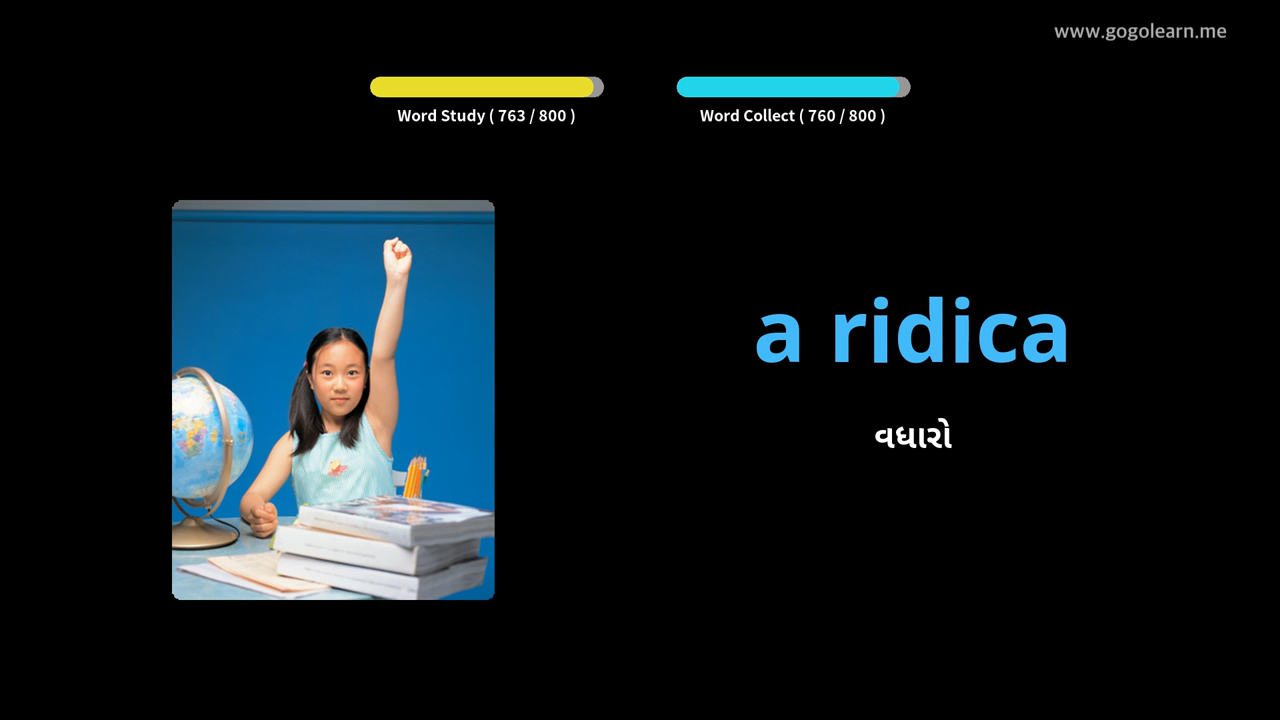 www.gogolearn.me
Word Study ( 763 / 800 )
Word Collect ( 760 / 800 )
a ridica
વધારો